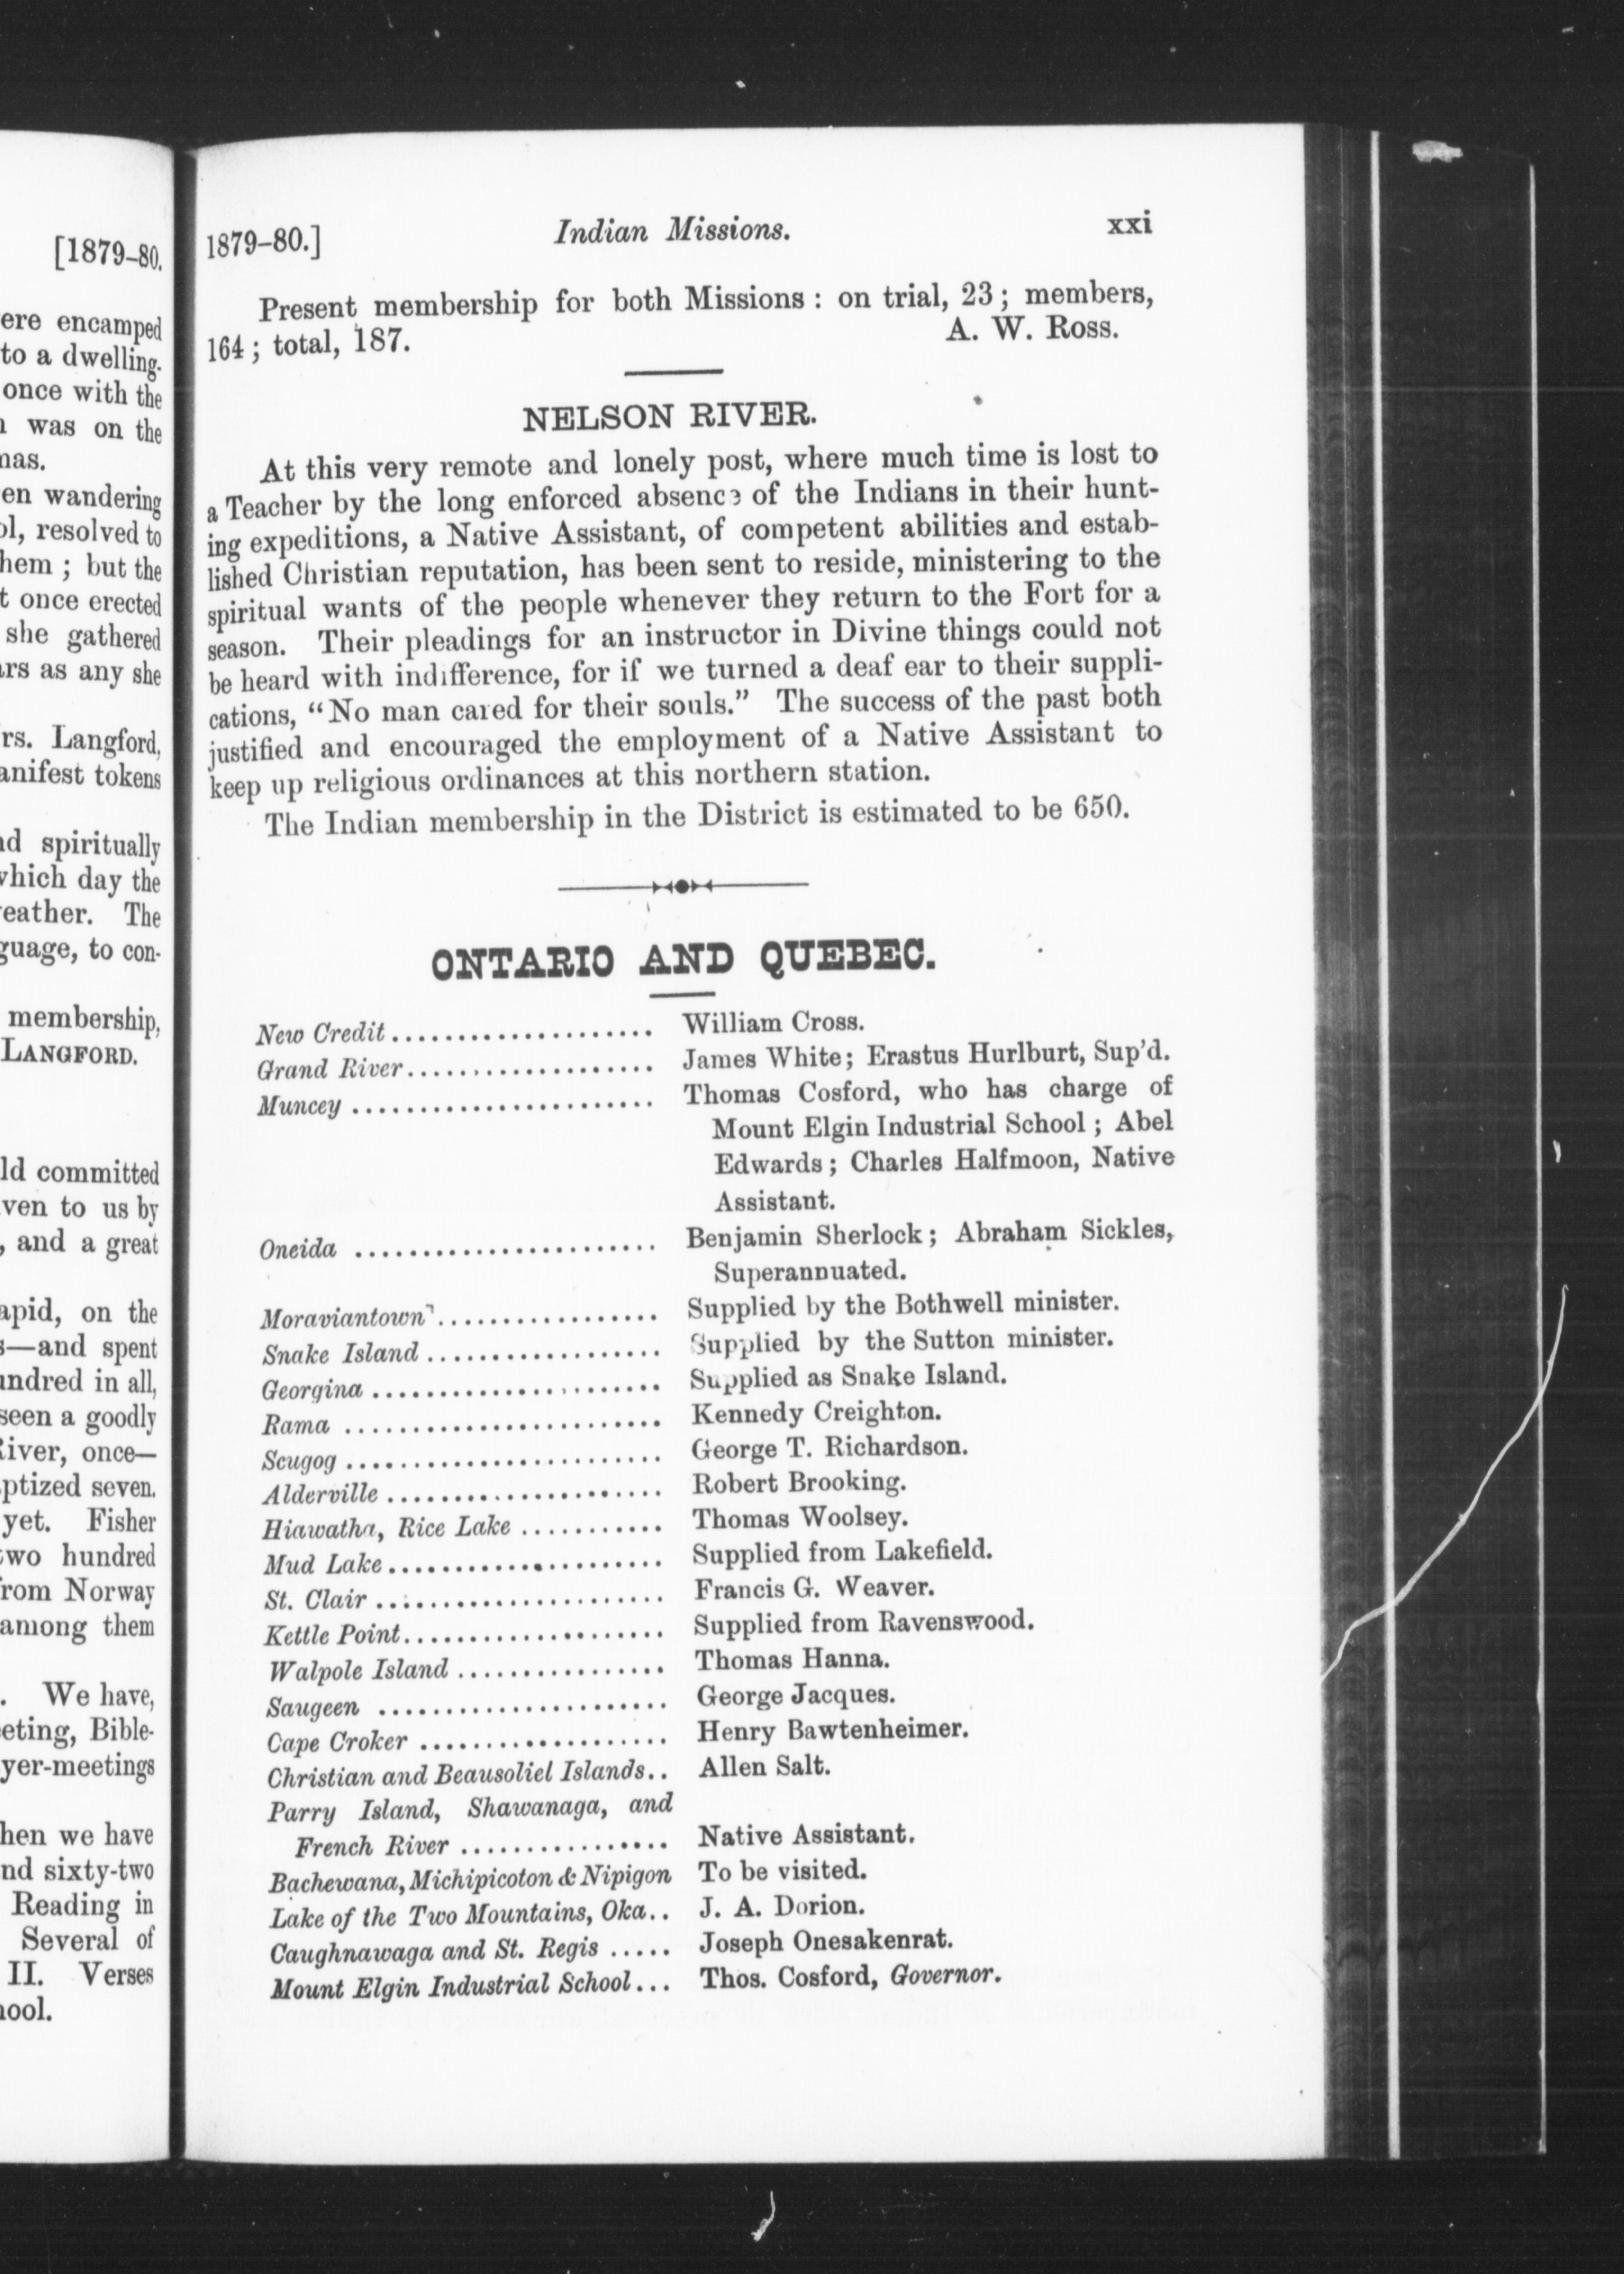 [1879-80.
ere encamped
to a dwelling.
once with the
was on the
mas.
en wandering
ol, resolved to
hem ; but the
t once erected
she gathered
ars as any she
rs. Langford,
anifest tokens
nd spiritually
which day the
eather. The
guage, to con-
membership,
LANGFORD.
ld committed
ven to us by
, and a great
apid, on the
s—and spent
undred in all,
seen a goodly
River, once—
ptized seven.
yet. Fisher
two hundred
from Norway
among them
. We have,
eeting, Bible-
yer-meetings
hen we have
nd sixty-two
Reading in
Several of
II. Verses
hool.
1879-80.] Indian Missions. xxi
Present membership for both Missions : on trial, 23 ; members,
164 ; total, 187. A. W. Ross.
NELSON RIVER.
At this very remote and lonely post, where much time is lost to
a Teacher by the long enforced absence of the Indians in their hunt-
ing expeditions, a Native Assistant, of competent abilities and estab-
lished Christian reputation, has been sent to reside, ministering to the
spiritual wants of the people whenever they return to the Fort for a
season. Their pleadings for an instructor in Divine things could not
be heard with indifference, for if we turned a deaf ear to their suppli-
cations, “No man cared for their souls.” The success of the past both
justified and encouraged the employment of a Native Assistant to
keep up religious ordinances at this northern station.
The Indian membership in the District is estimated to be 650.
ONTARIO AND QUEBEC.
New Credit .................... William Cross.
Grand River ................... James White; Erastus Hurlburt, Sup’d.
Muncey ....................... Thomas Cosford, who has charge of
Mount Elgin Industrial School ; Abel
Edwards ; Charles Halfmoon, Native
Assistant.
Oneida ....................... Benjamin Sherlock ; Abraham Sickles,
Superannuated.
Moraviantown ................. Supplied by the Bothwell minister.
Snake Island .................. Supplied by the Sutton minister.
Georgina ...................... Supplied as Snake Island.
Rama ........................ Kennedy Creighton.
Scugog ........................ George T. Richardson.
Alderville ..................... Robert Brooking.
Hiawatha, Rice Lake ........... Thomas Woolsey.
Mud Lake ..................... Supplied from Lakefield.
St. Clair ...................... Francis G. Weaver.
Kettle Point .................... Supplied from Ravenswood.
Walpole Island ................ Thomas Hanna.
Saugeen ...................... George Jacques.
Cape Croker ................... Henry Bawtenheimer.
Christian and Beausoliel Islands.. Allen Salt.
Parry Island, Shawanaga, and
French River ................ Native Assistant.
Bachewana, Michipicoton & Nipigon To be visited.
Lake of the Two Mountains, Oka.. J. A. Dorion.
Caughnawaga and St. Regis ..... Joseph Onesakenrat.
Mount Elgin Industrial School... Thos. Cosford, Governor.